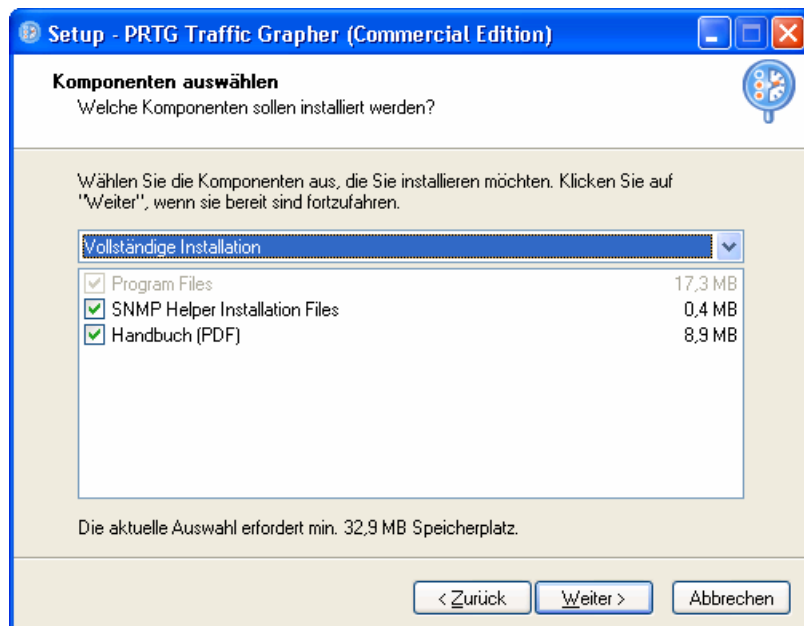 Setup - PRTG Traffic Grapher (Commercial Edition)
Komponenten auswählen
Welche Komponenten sollen installiert werden?
Wählen Sie die Komponenten aus, die Sie installieren möchten. Klicken Sie auf
"Weiter", wenn sie bereit sind fortzufahren.
Vollständige Installation
Program Files 17,3 MB
SNMP Helper Installation Files 0,4 MB
Handbuch (PDF) 8,9 MB
Die aktuelle Auswahl erfordert min. 32,9 MB Speicherplatz.
< Zurück Weiter > Abbrechen